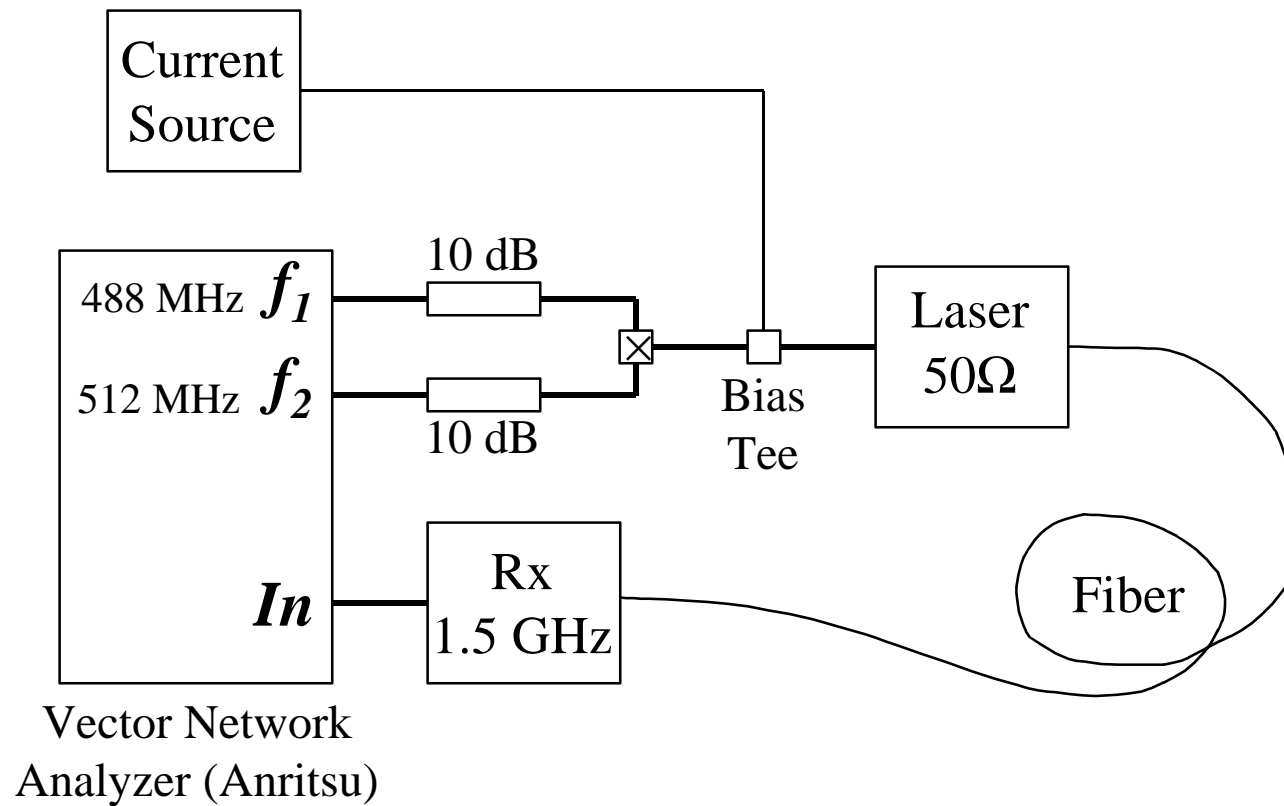 Current
Source
10 dB
488 MHz f1
512 MHz f2
10 dB
Bias
Tee
Laser
50Ω
In
Rx
1.5 GHz
Fiber
Vector Network
Analyzer (Anritsu)